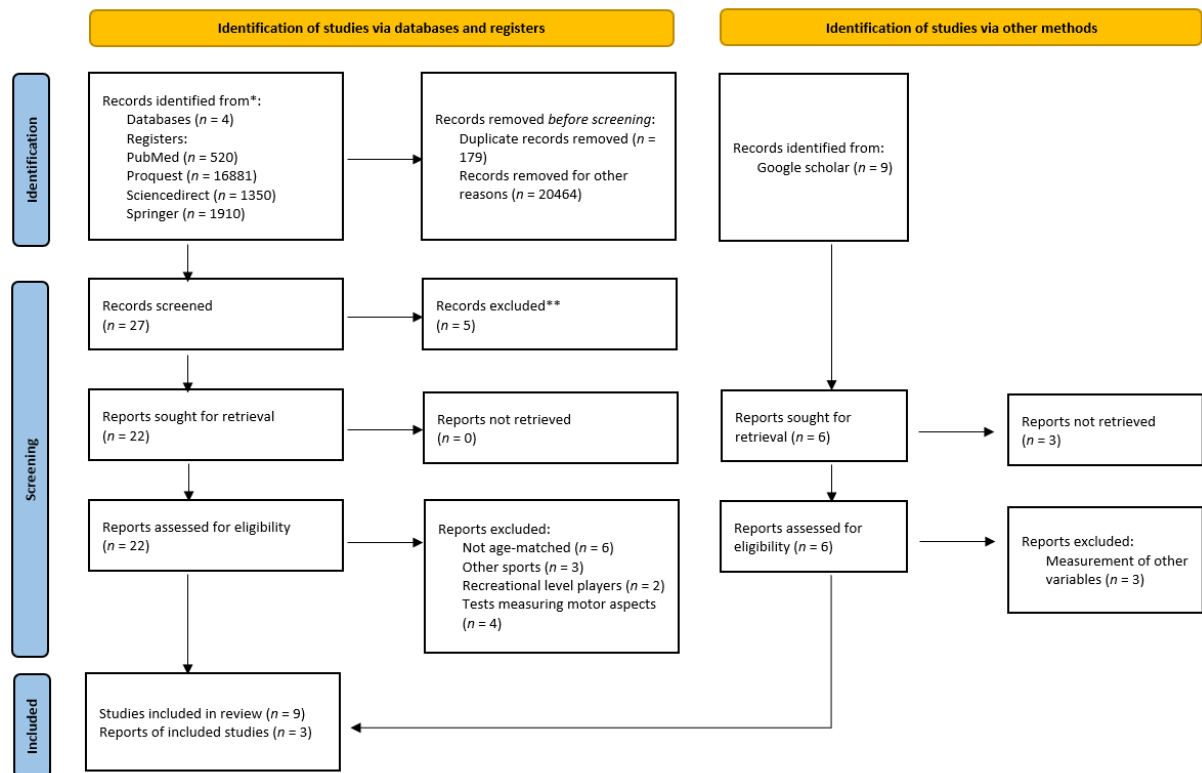 Identification of studies via databases and registers
Identification of studies via other methods
Identification
Records identified from*:
Databases (n = 4)
Registers:
PubMed (n = 520)
Proquest (n = 16881)
Sciencedirect (n = 1350)
Springer (n = 1910)
Records removed before screening:
Duplicate records removed (n =
179)
Records removed for other
reasons (n = 20464)
Records identified from:
Google scholar (n = 9)
Screening
Records screened
(n = 27)
Records excluded**
(n = 5)
Reports sought for retrieval
(n = 22)
Reports not retrieved
(n = 0)
Reports sought for
retrieval (n = 6)
Reports not retrieved
(n = 3)
Reports assessed for eligibility
(n = 22)
Reports excluded:
Not age-matched (n = 6)
Other sports (n = 3)
Recreational level players (n = 2)
Tests measuring motor aspects
(n = 4)
Reports assessed for
eligibility (n = 6)
Reports excluded:
Measurement of other
variables (n = 3)
Included
Studies included in review (n = 9)
Reports of included studies (n = 3)